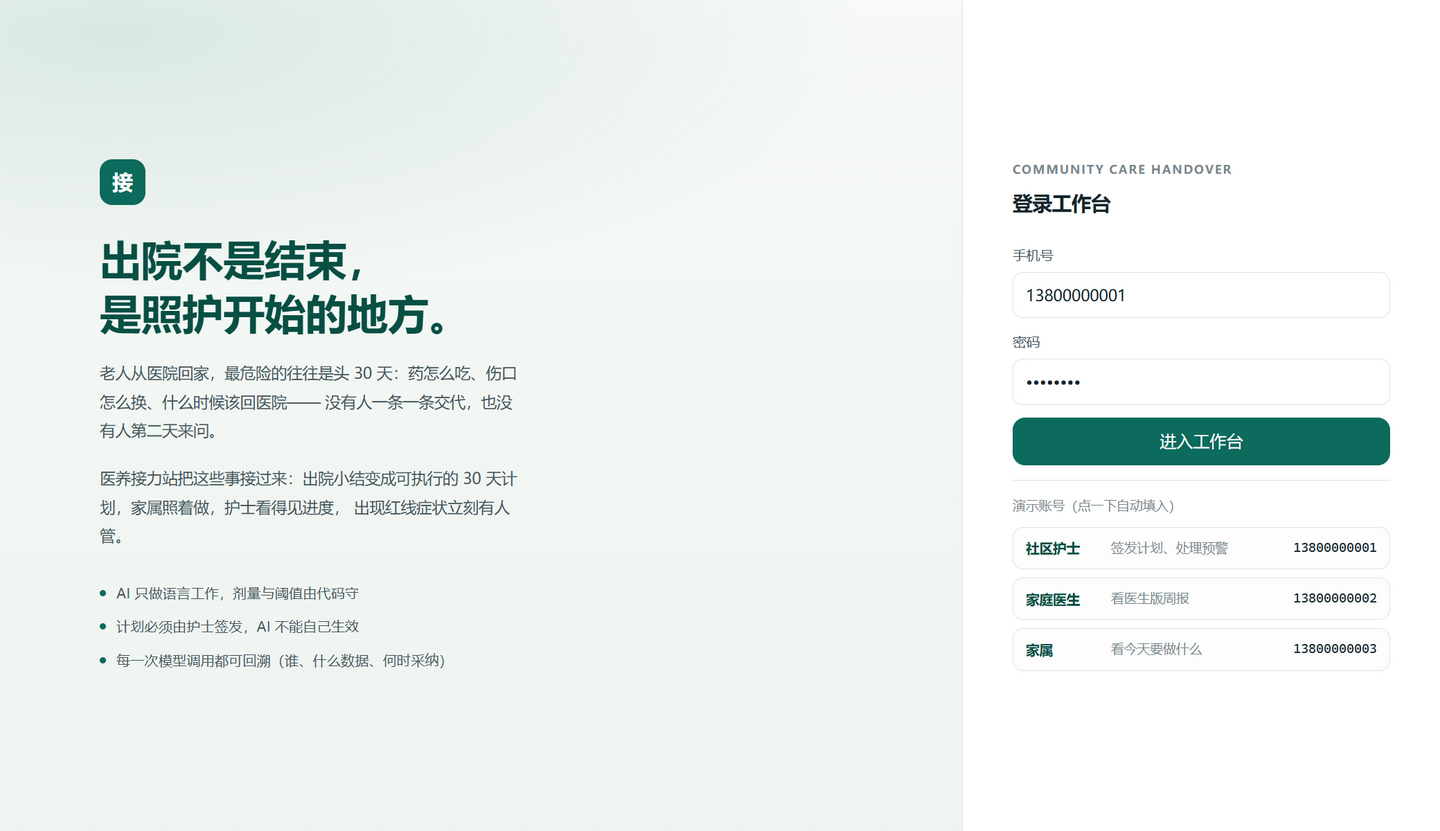 接
出院不是结束，
是照护开始的地方。
老人从医院回家，最危险的往往是头 30 天：药怎么吃、伤口
怎么换、什么时候该回医院—— 没有人一条一条交代，也没
有人第二天来问。
医养接力站把这些事接过来：出院小结变成可执行的 30 天计
划，家属照着做，护士看得见进度， 出现红线症状立刻有人
管。
AI 只做语言工作，剂量与阈值由代码守
计划必须由护士签发，AI 不能自己生效
每一次模型调用都可回溯（谁、什么数据、何时采纳）
COMMUNITY CARE HANDOVER
登录工作台
手机号
13800000001
密码
••••••••
进入工作台
演示账号（点一下自动填入）
社区护士 签发计划、处理预警 13800000001
家庭医生 看医生版周报 13800000002
家属 看今天要做什么 13800000003